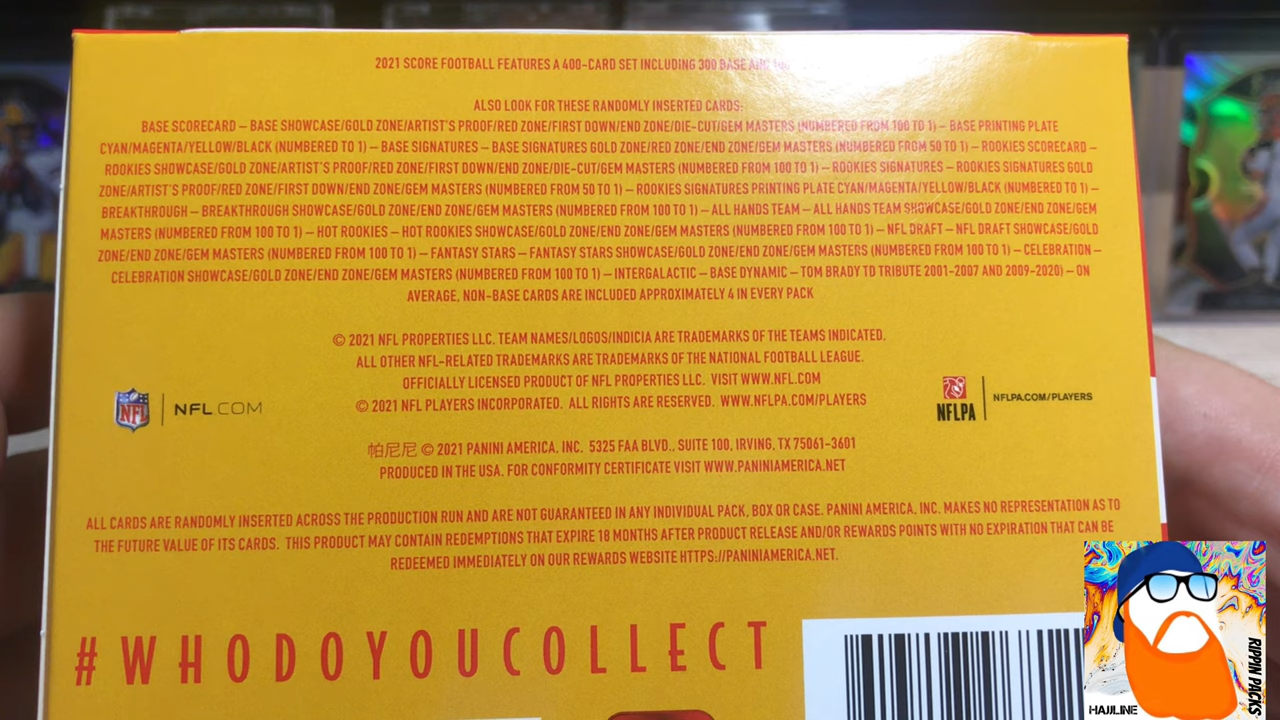 2021 SCORE FOOTBALL FEATURES A 400-CARD SET INCLUDING 300 BASE AND
ALSO LOOK FOR THESE RANDOMLY INSERTED CARDS:
BASE SCORECARD – BASE SHOWCASE/GOLD ZONE/ARTIST'S PROOF/RED ZONE/FIRST DOWN/END ZONE/DIE-CUT/GEM MASTERS (NUMBERED FROM 100 TO 1) – BASE PRINTING PLATE
CYAN/MAGENTA/YELLOW/BLACK (NUMBERED TO 1) – BASE SIGNATURES – BASE SIGNATURES GOLD ZONE/RED ZONE/END ZONE/GEM MASTERS (NUMBERED FROM 50 TO 1) – ROOKIES SCORECARD –
ROOKIES SHOWCASE/GOLD ZONE/ARTIST'S PROOF/RED ZONE/FIRST DOWN/END ZONE/DIE-CUT/GEM MASTERS (NUMBERED FROM 100 TO 1) – ROOKIES SIGNATURES – ROOKIES SIGNATURES GOLD
ZONE/ARTIST'S PROOF/RED ZONE/FIRST DOWN/END ZONE/GEM MASTERS (NUMBERED FROM 50 TO 1) – ROOKIES SIGNATURES PRINTING PLATE CYAN/MAGENTA/YELLOW/BLACK (NUMBERED TO 1) –
BREAKTHROUGH – BREAKTHROUGH SHOWCASE/GOLD ZONE/END ZONE/GEM MASTERS (NUMBERED FROM 100 TO 1) – ALL HANDS TEAM – ALL HANDS TEAM SHOWCASE/GOLD ZONE/END ZONE/GEM
MASTERS (NUMBERED FROM 100 TO 1) – HOT ROOKIES – HOT ROOKIES SHOWCASE/GOLD ZONE/END ZONE/GEM MASTERS (NUMBERED FROM 100 TO 1) – NFL DRAFT – NFL DRAFT SHOWCASE/GOLD
ZONE/END ZONE/GEM MASTERS (NUMBERED FROM 100 TO 1) – FANTASY STARS – FANTASY STARS SHOWCASE/GOLD ZONE/END ZONE/GEM MASTERS (NUMBERED FROM 100 TO 1) – CELEBRATION –
CELEBRATION SHOWCASE/GOLD ZONE/END ZONE/GEM MASTERS (NUMBERED FROM 100 TO 1) – INTERGALACTIC – BASE DYNAMIC – TOM BRADY TD TRIBUTE 2001-2007 AND 2009-2020) – ON
AVERAGE, NON-BASE CARDS ARE INCLUDED APPROXIMATELY 4 IN EVERY PACK
© 2021 NFL PROPERTIES LLC. TEAM NAMES/LOGOS/INDICIA ARE TRADEMARKS OF THE TEAMS INDICATED.
ALL OTHER NFL-RELATED TRADEMARKS ARE TRADEMARKS OF THE NATIONAL FOOTBALL LEAGUE.
OFFICIALLY LICENSED PRODUCT OF NFL PROPERTIES LLC. VISIT WWW.NFL.COM
© 2021 NFL PLAYERS INCORPORATED. ALL RIGHTS ARE RESERVED. WWW.NFLPA.COM/PLAYERS
NFL NFL.COM
NFLPA NFLPA.COM/PLAYERS
帕尼尼 © 2021 PANINI AMERICA, INC. 5325 FAA BLVD., SUITE 100, IRVING, TX 75061-3601
PRODUCED IN THE USA. FOR CONFORMITY CERTIFICATE VISIT WWW.PANINIAMERICA.NET
ALL CARDS ARE RANDOMLY INSERTED ACROSS THE PRODUCTION RUN AND ARE NOT GUARANTEED IN ANY INDIVIDUAL PACK, BOX OR CASE. PANINI AMERICA, INC. MAKES NO REPRESENTATION AS TO
THE FUTURE VALUE OF ITS CARDS. THIS PRODUCT MAY CONTAIN REDEMPTIONS THAT EXPIRE 18 MONTHS AFTER PRODUCT RELEASE AND/OR REWARDS POINTS WITH NO EXPIRATION THAT CAN BE
REDEEMED IMMEDIATELY ON OUR REWARDS WEBSITE HTTPS://PANINIAMERICA.NET.
#WHODOYOUCOLLECT
HAJILINE
RIPPIN PACKS